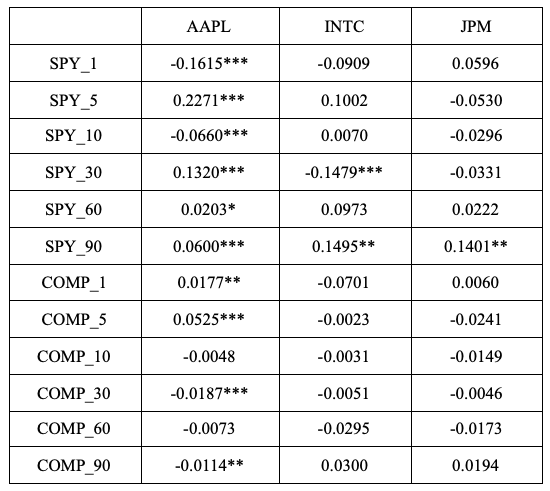 AAPL INTC JPM
SPY_1 -0.1615*** -0.0909 0.0596
SPY_5 0.2271*** 0.1002 -0.0530
SPY_10 -0.0660*** 0.0070 -0.0296
SPY_30 0.1320*** -0.1479*** -0.0331
SPY_60 0.0203* 0.0973 0.0222
SPY_90 0.0600*** 0.1495** 0.1401**
COMP_1 0.0177** -0.0701 0.0060
COMP_5 0.0525*** -0.0023 -0.0241
COMP_10 -0.0048 -0.0031 -0.0149
COMP_30 -0.0187*** -0.0051 -0.0046
COMP_60 -0.0073 -0.0295 -0.0173
COMP_90 -0.0114** 0.0300 0.0194